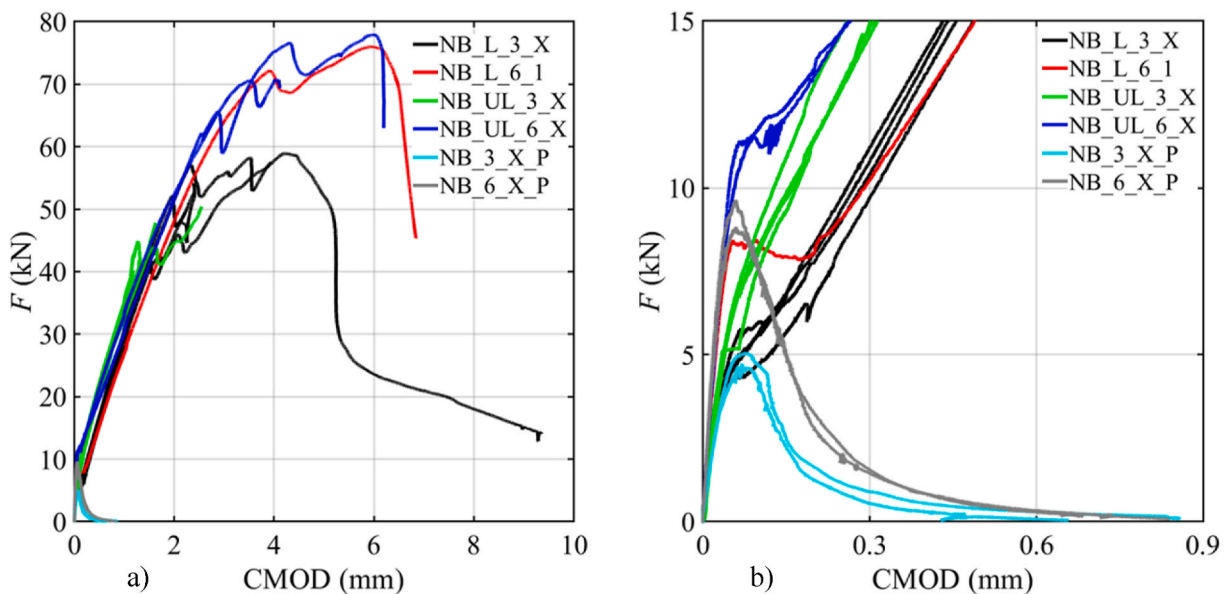 80
70
60
50
40
30
20
10
0
F (kN)
0 2 4 6 8 10
CMOD (mm)
a)
NB_L_3_X
NB_L_6_1
NB_UL_3_X
NB_UL_6_X
NB_3_X_P
NB_6_X_P
15
10
5
0
F (kN)
0 0.3 0.6 0.9
CMOD (mm)
b)
NB_L_3_X
NB_L_6_1
NB_UL_3_X
NB_UL_6_X
NB_3_X_P
NB_6_X_P